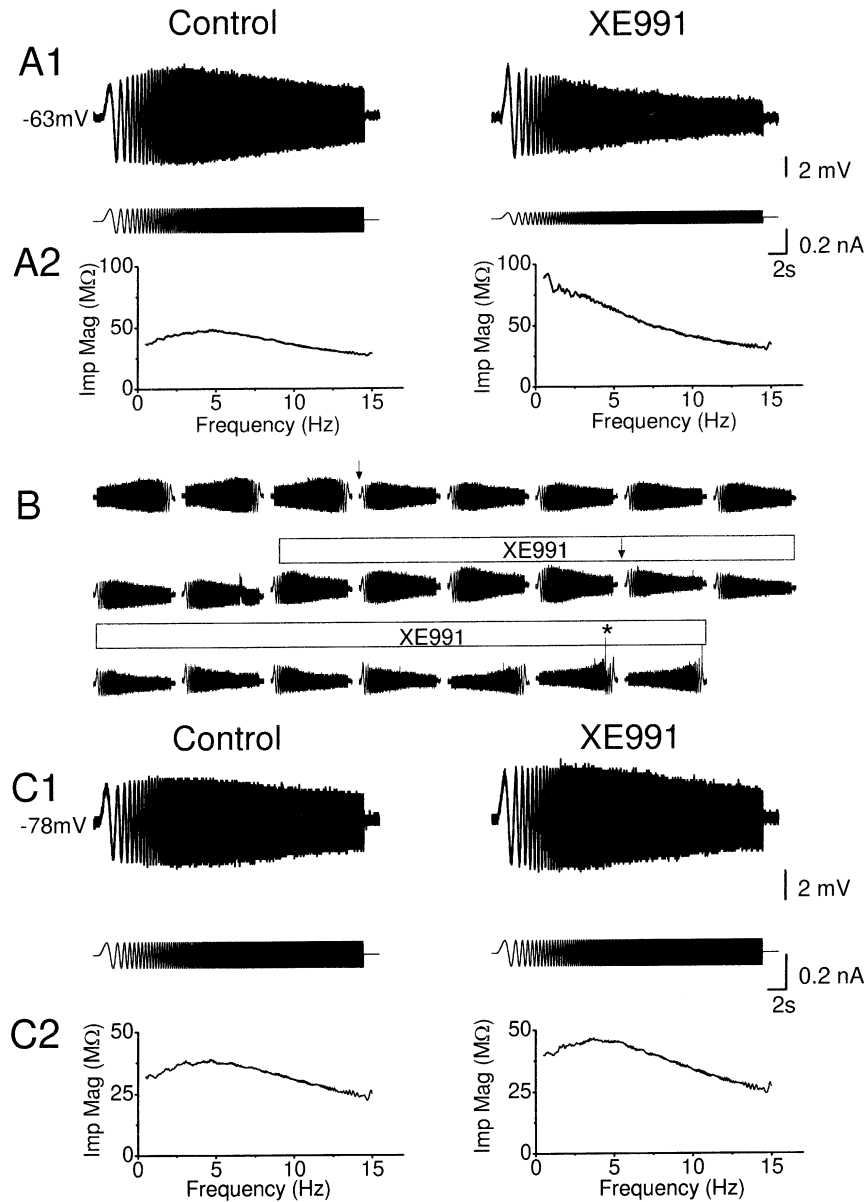 Control XE991
A1
-63mV
2 mV
0.2 nA
2s
A2
Imp Mag (MΩ)
100
50
0
0 5 10 15
Frequency (Hz)
Imp Mag (MΩ)
100
50
0
0 5 10 15
Frequency (Hz)
B
XE991
XE991 *
Control XE991
C1
-78mV
2 mV
0.2 nA
2s
C2
Imp Mag (MΩ)
50
25
0
0 5 10 15
Frequency (Hz)
Imp Mag (MΩ)
50
25
0
0 5 10 15
Frequency (Hz)